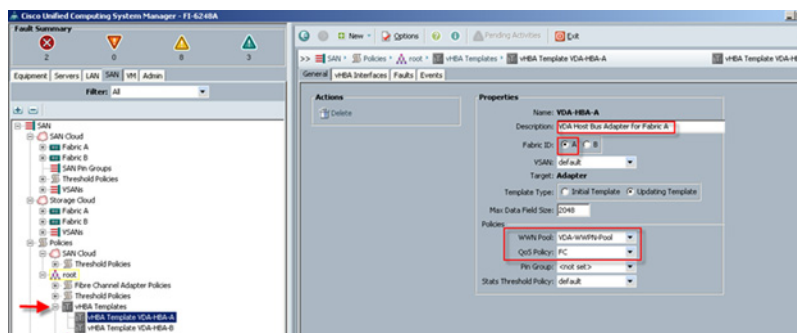 Cisco Unified Computing System Manager - FI-6248A
Fault Summary
2 0 8 3
Equipment Servers LAN SAN VM Admin
Filter: All
SAN
SAN Cloud
Fabric A
Fabric B
SAN Pin Groups
Threshold Policies
VSANs
Storage Cloud
Fabric A
Fabric B
VSANs
Policies
SAN Cloud
Threshold Policies
root
Fibre Channel Adapter Policies
Threshold Policies
vHBA Templates
vHBA Template VDA-HBA-A
vHBA Template VDA-HBA-B
New Options Pending Activities Exit
>> SAN Policies root vHBA Templates vHBA Template VDA-HBA-A
vHBA Template VDA-H
General vHBA Interfaces Faults Events
Actions
Delete
Properties
Name: VDA-HBA-A
Description: VDA Host Bus Adapter for Fabric A
Fabric ID: A B
VSAN: default
Target: Adapter
Template Type: Initial Template Updating Template
Max Data Field Size: 2048
Policies
WWN Pool: VDA-WWPN-Pool
QoS Policy: FC
Pin Group: <not set>
Stats Threshold Policy: default